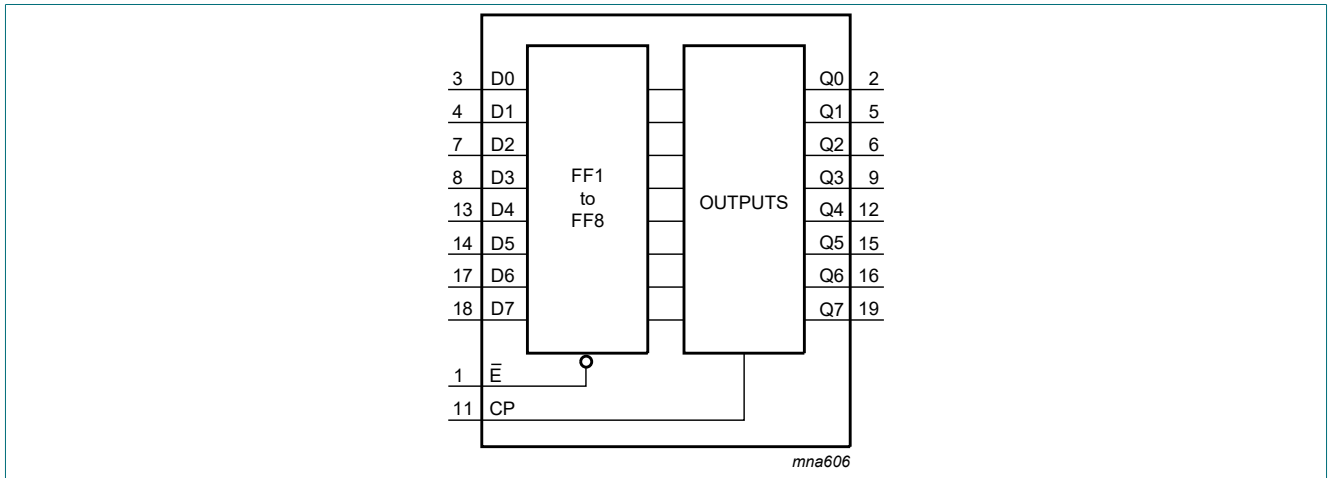 3 D0 Q0 2
4 D1 Q1 5
7 D2 Q2 6
8 D3 FF1 Q3 9
to OUTPUTS
13 D4 FF8 Q4 12
14 D5 Q5 15
17 D6 Q6 16
18 D7 Q7 19
1 E̅
11 CP
mna606